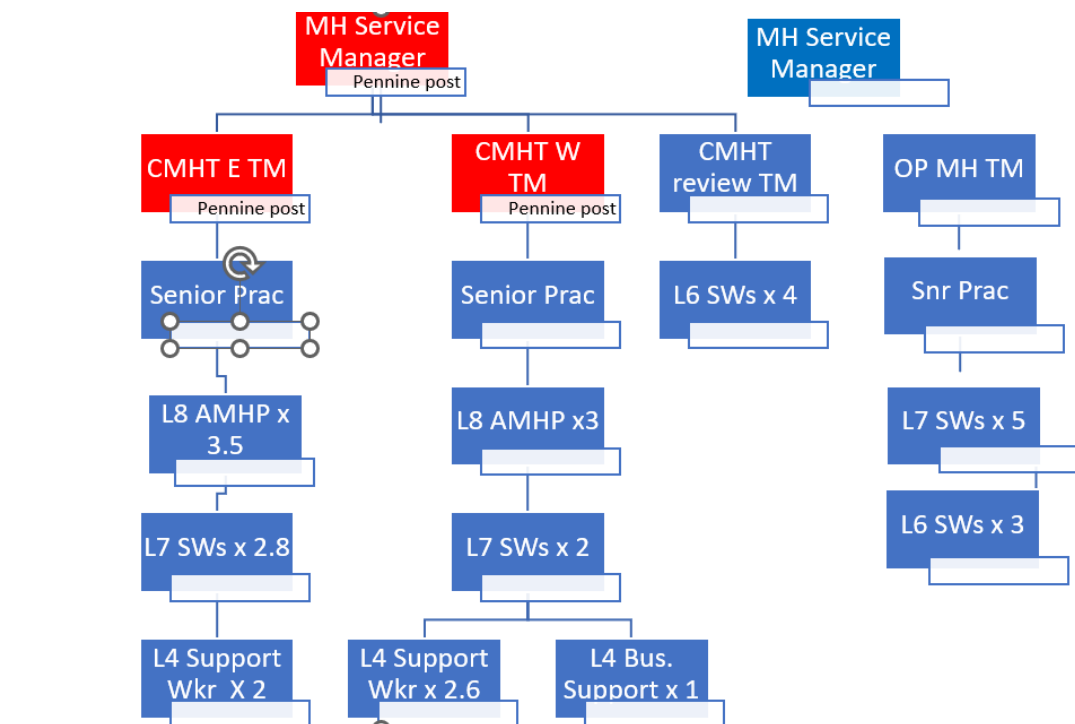 MH Service
Manager
Pennine post
MH Service
Manager
CMHT E TM
Pennine post
CMHT W
TM
Pennine post
CMHT
review TM
OP MH TM
Senior Prac
Senior Prac
L6 SWs x 4
Snr Prac
L8 AMHP x
3.5
L8 AMHP x3
L7 SWs x 5
L7 SWs x 2.8
L7 SWs x 2
L6 SWs x 3
L4 Support
Wkr X 2
L4 Support
Wkr x 2.6
L4 Bus.
Support x 1